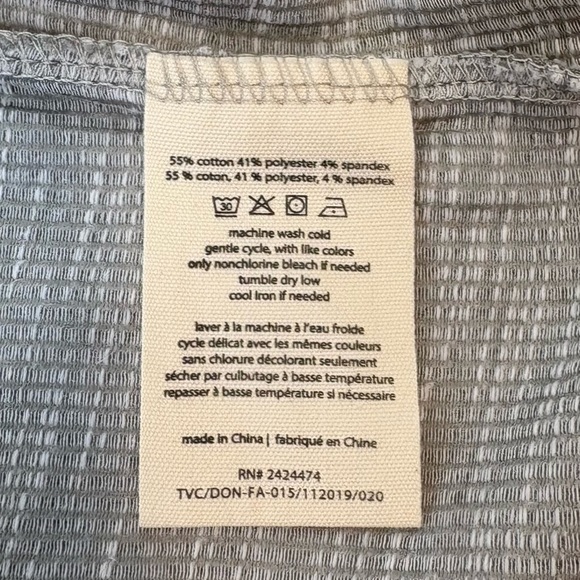 55% cotton 41% polyester 4% spandex
55 % coton, 41 % polyester, 4 % spandex
30
machine wash cold
gentle cycle, with like colors
only nonchlorine bleach if needed
tumble dry low
cool iron if needed
laver à la machine à l'eau froide
cycle délicat avec les mêmes couleurs
sans chlorure décolorant seulement
sécher par culbutage à basse température
repasser à basse température si nécessaire
made in China | fabriqué en Chine
RN# 2424474
TVC/DON-FA-015/112019/020